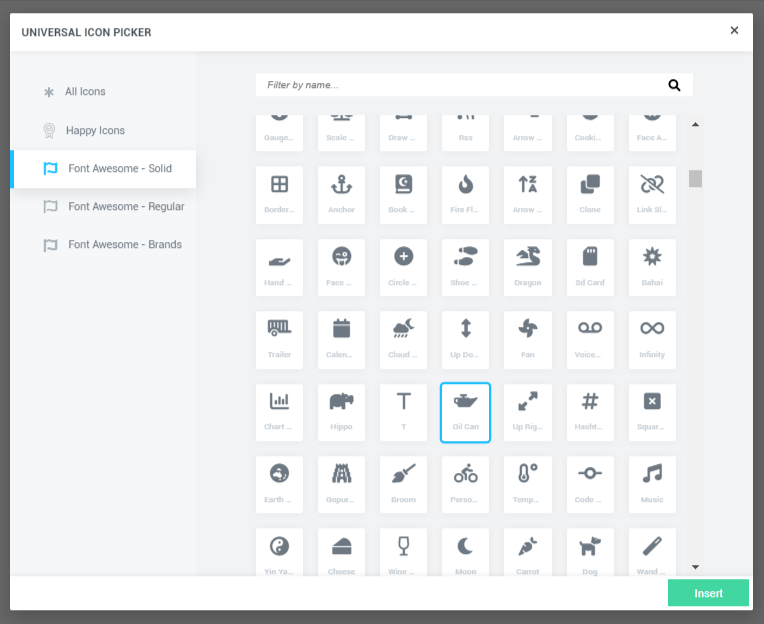 UNIVERSAL ICON PICKER
All Icons
Happy Icons
Font Awesome - Solid
Font Awesome - Regular
Font Awesome - Brands
Filter by name...
Gauge... Scale ... Draw ... Rss Arrow ... Cooki... Face A...
Border... Anchor Book ... Fire Fl... Arrow ... Clone Link Sl...
Hand ... Face ... Circle ... Shoe ... Dragon Sd Card Bahai
Trailer Calen... Cloud ... Up Do... Fan Voice... Infinity
Chart ... Hippo T Oil Can Up Rig... Hasht... Squar...
Earth ... Gopur... Broom Perso... Temp... Code ... Music
Yin Ya... Cheese Wine ... Moon Carrot Dog Wand ...
Insert